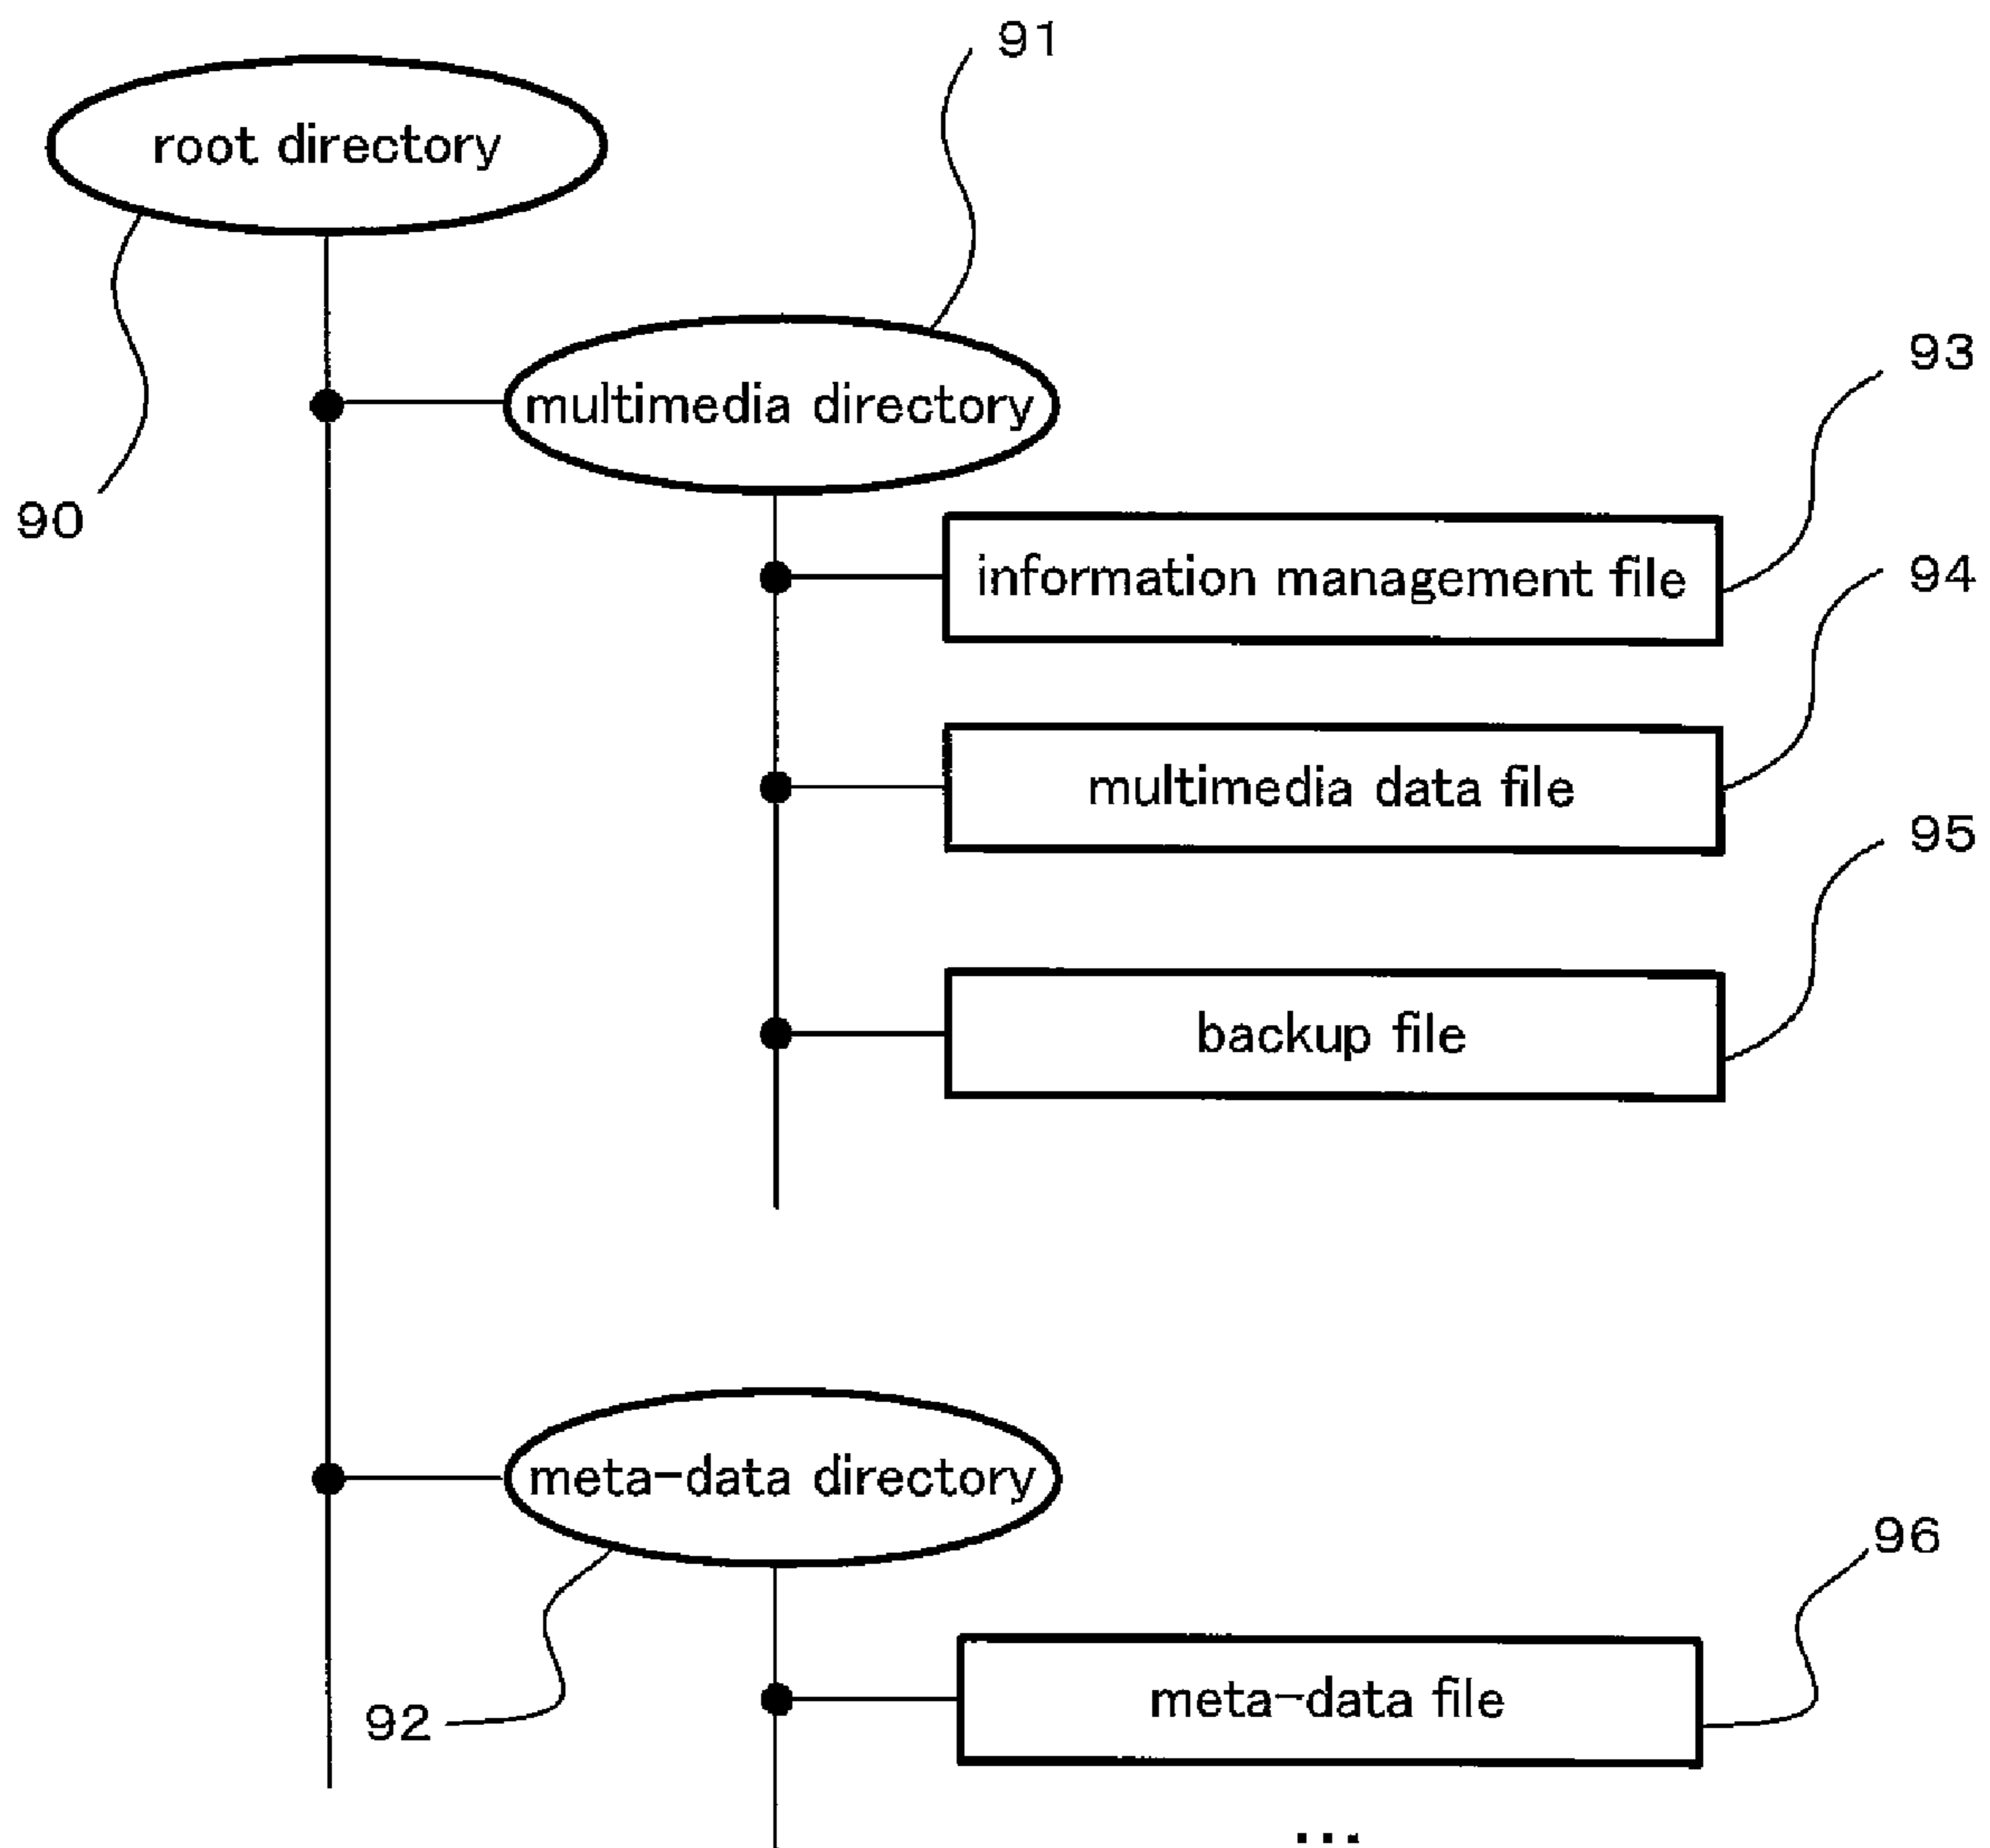 91
root directory
93
multimedia directory
90
information management file
94
multimedia data file
95
backup file
meta-data directory
96
meta-data file
92
...